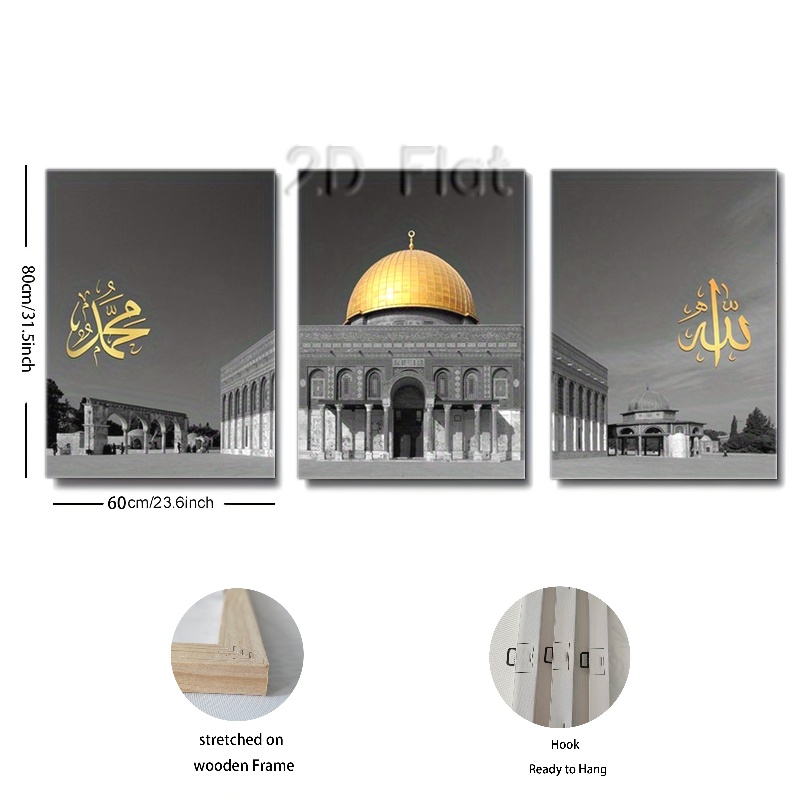 2D Flat
محمد
الله
80cm/31.5inch
60cm/23.6inch
stretched on
wooden Frame
Hook
Ready to Hang